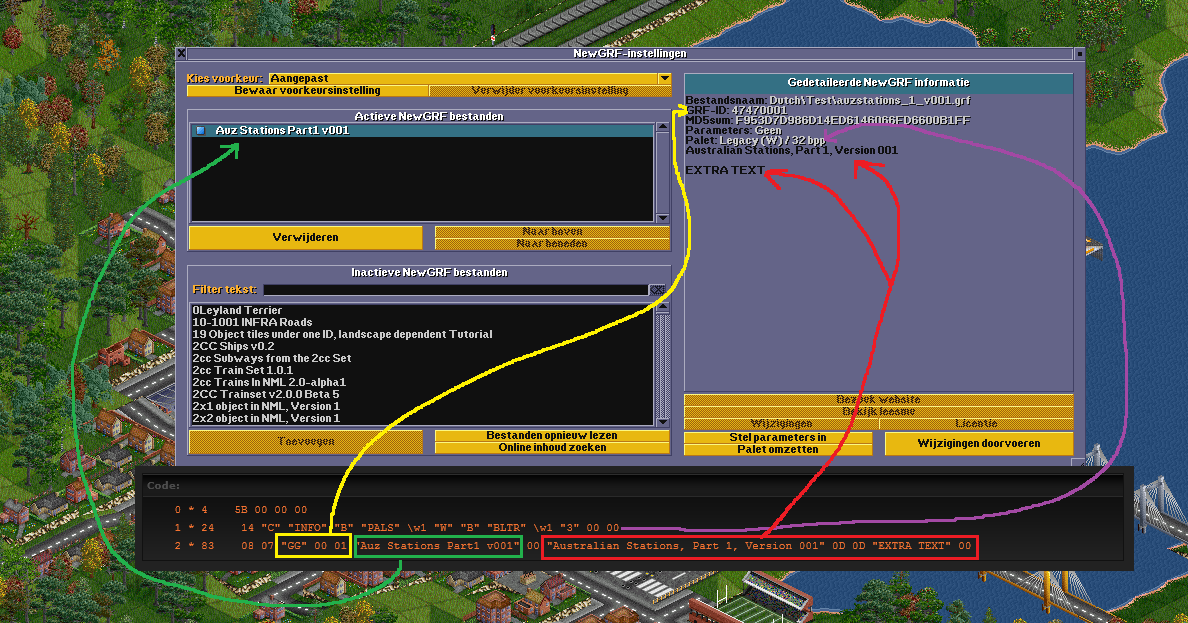 NewGRF-instellingen
Kies voorkeur: Aangepast
Bewaar voorkeursinstelling
Verwijder voorkeursinstelling
Actieve NewGRF bestanden
Auz Stations Part1 v001
Verwijderen
Naar boven
Naar beneden
Inactieve NewGRF bestanden
Filter tekst:
0Leyland Terrier
10-1001 INFRA Roads
19 Object tiles under one ID, landscape dependent Tutorial
2CC Ships v0.2
2cc Subways from the 2cc Set
2cc Train Set 1.0.1
2cc Trains In NML 2.0-alpha1
2CC Trainset v2.0.0 Beta 5
2x1 object in NML, Version 1
2x2 object in NML, Version 1
Toevoegen
Bestanden opnieuw lezen
Online inhoud zoeken
Gedetaileerde NewGRF informatie
Bestandsnaam: Dutch\Test\auzstations_1_v001.grf
GRF-ID: 47470001
MD5sum: F953D7D986D14ED6146066FD6600B1FF
Parameters: Geen
Palet: Legacy (W) / 32 bpp
Australian Stations, Part 1, Version 001
EXTRA TEXT
Bezoek website
Bekijk leesmv
Wijzigingen
Licentie
Stel parameters in
Palet omzetten
Wijzigingen doorvoeren
Code:
0 * 4 5B 00 00 00
1 * 24 14 "C" "INFO" "B" "PALS" \w1 "W" "B" "BLTR" \w1 "3" 00 00
2 * 83 08 07 "GG" 00 01 "Auz Stations Part1 v001" 00 "Australian Stations, Part 1, Version 001" 0D 0D "EXTRA TEXT" 00